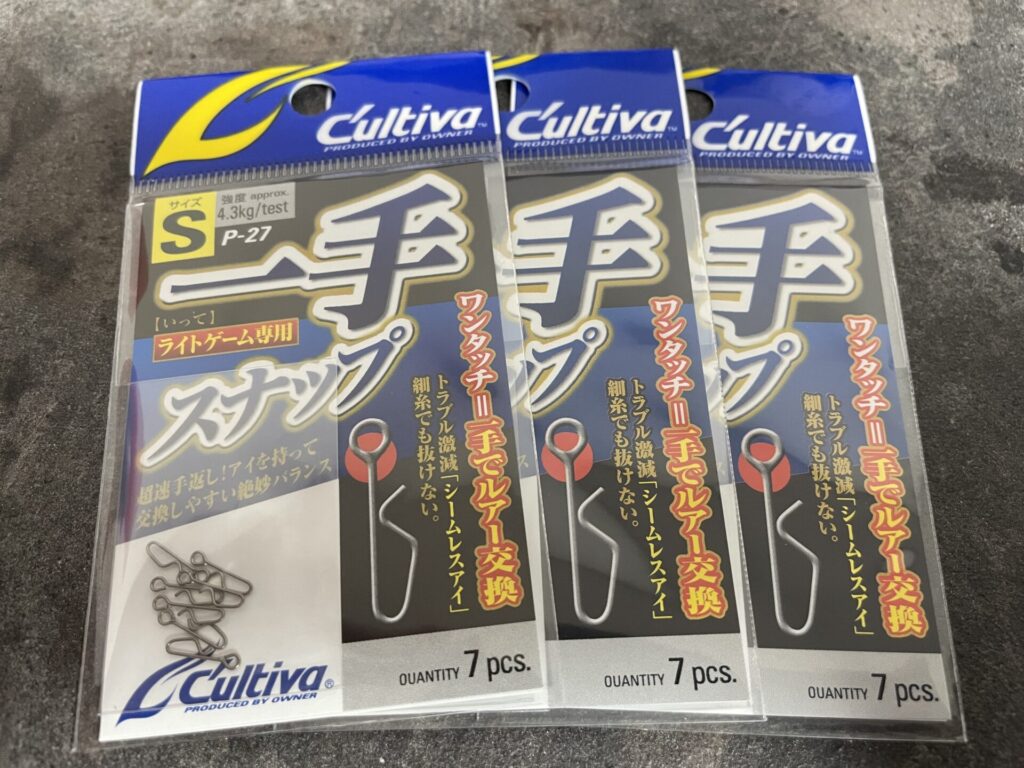 C'ultiva™
PRODUCED BY OWNER
サイズ
S
強度 approx.
4.3kg/test
P-27
一手
【いって】
ライトゲーム専用
スナップ
超速手返し!アイを持って
交換しやすい絶妙バランス
ワンタッチ=一手でルアー交換
トラブル激減「シームレスアイ」
細糸でも抜けない。
C'ultiva®
PRODUCED BY OWNER
QUANTITY 7 pcs.
C'ultiva™
PRODUCED BY OWNER
手
プ
ワンタッチ=一手でルアー交換
トラブル激減「シームレスアイ」
細糸でも抜けない。
QUANTITY 7 pcs.
C'ultiva™
PRODUCED BY OWNER
手
プ
ワンタッチ=一手でルアー交換
トラブル激減「シームレスアイ」
細糸でも抜けない。
QUANTITY 7 pcs.